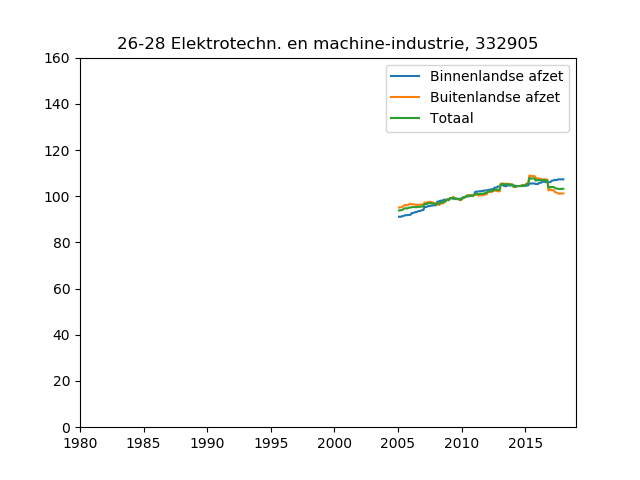 26-28 Elektrotechn. en machine-industrie, 332905
Binnenlandse afzet
Buitenlandse afzet
Totaal
160
140
120
100
80
60
40
20
0
1980 1985 1990 1995 2000 2005 2010 2015